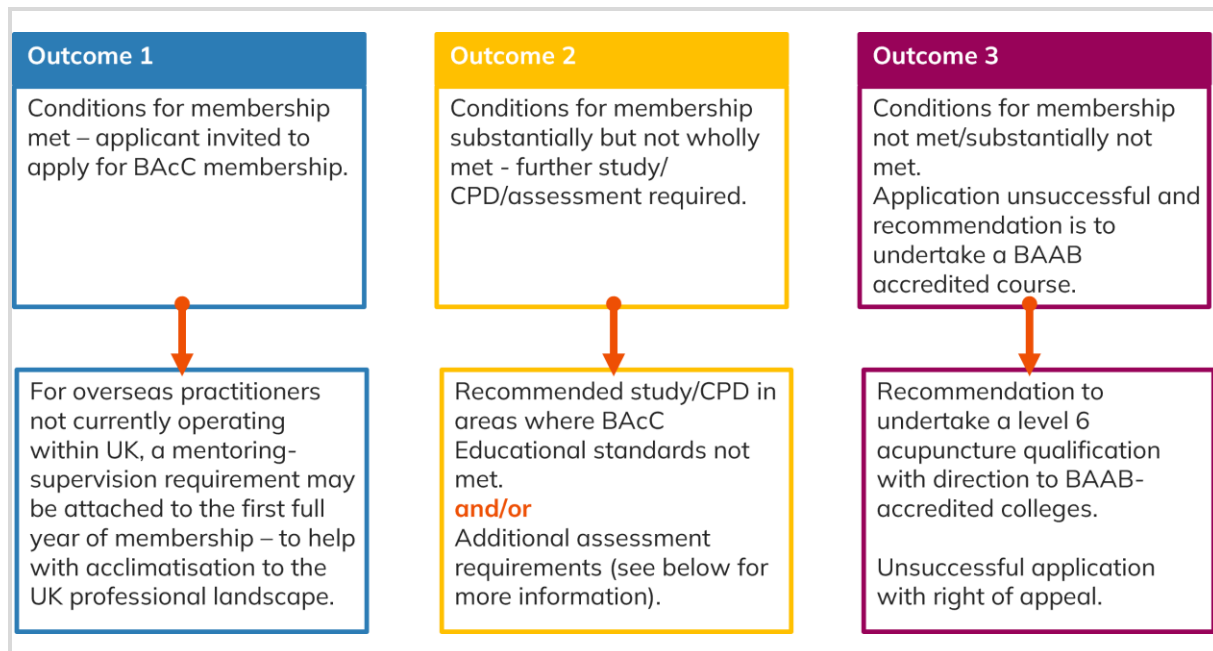 Outcome 1
Conditions for membership
met – applicant invited to
apply for BAcC membership.
For overseas practitioners
not currently operating
within UK, a mentoring-
supervision requirement may
be attached to the first full
year of membership – to help
with acclimatisation to the
UK professional landscape.
Outcome 2
Conditions for membership
substantially but not wholly
met - further study/
CPD/assessment required.
Recommended study/CPD in
areas where BAcC
Educational standards not
met.
and/or
Additional assessment
requirements (see below for
more information).
Outcome 3
Conditions for membership
not met/substantially not
met.
Application unsuccessful and
recommendation is to
undertake a BAAB
accredited course.
Recommendation to
undertake a level 6
acupuncture qualification
with direction to BAAB-
accredited colleges.
Unsuccessful application
with right of appeal.